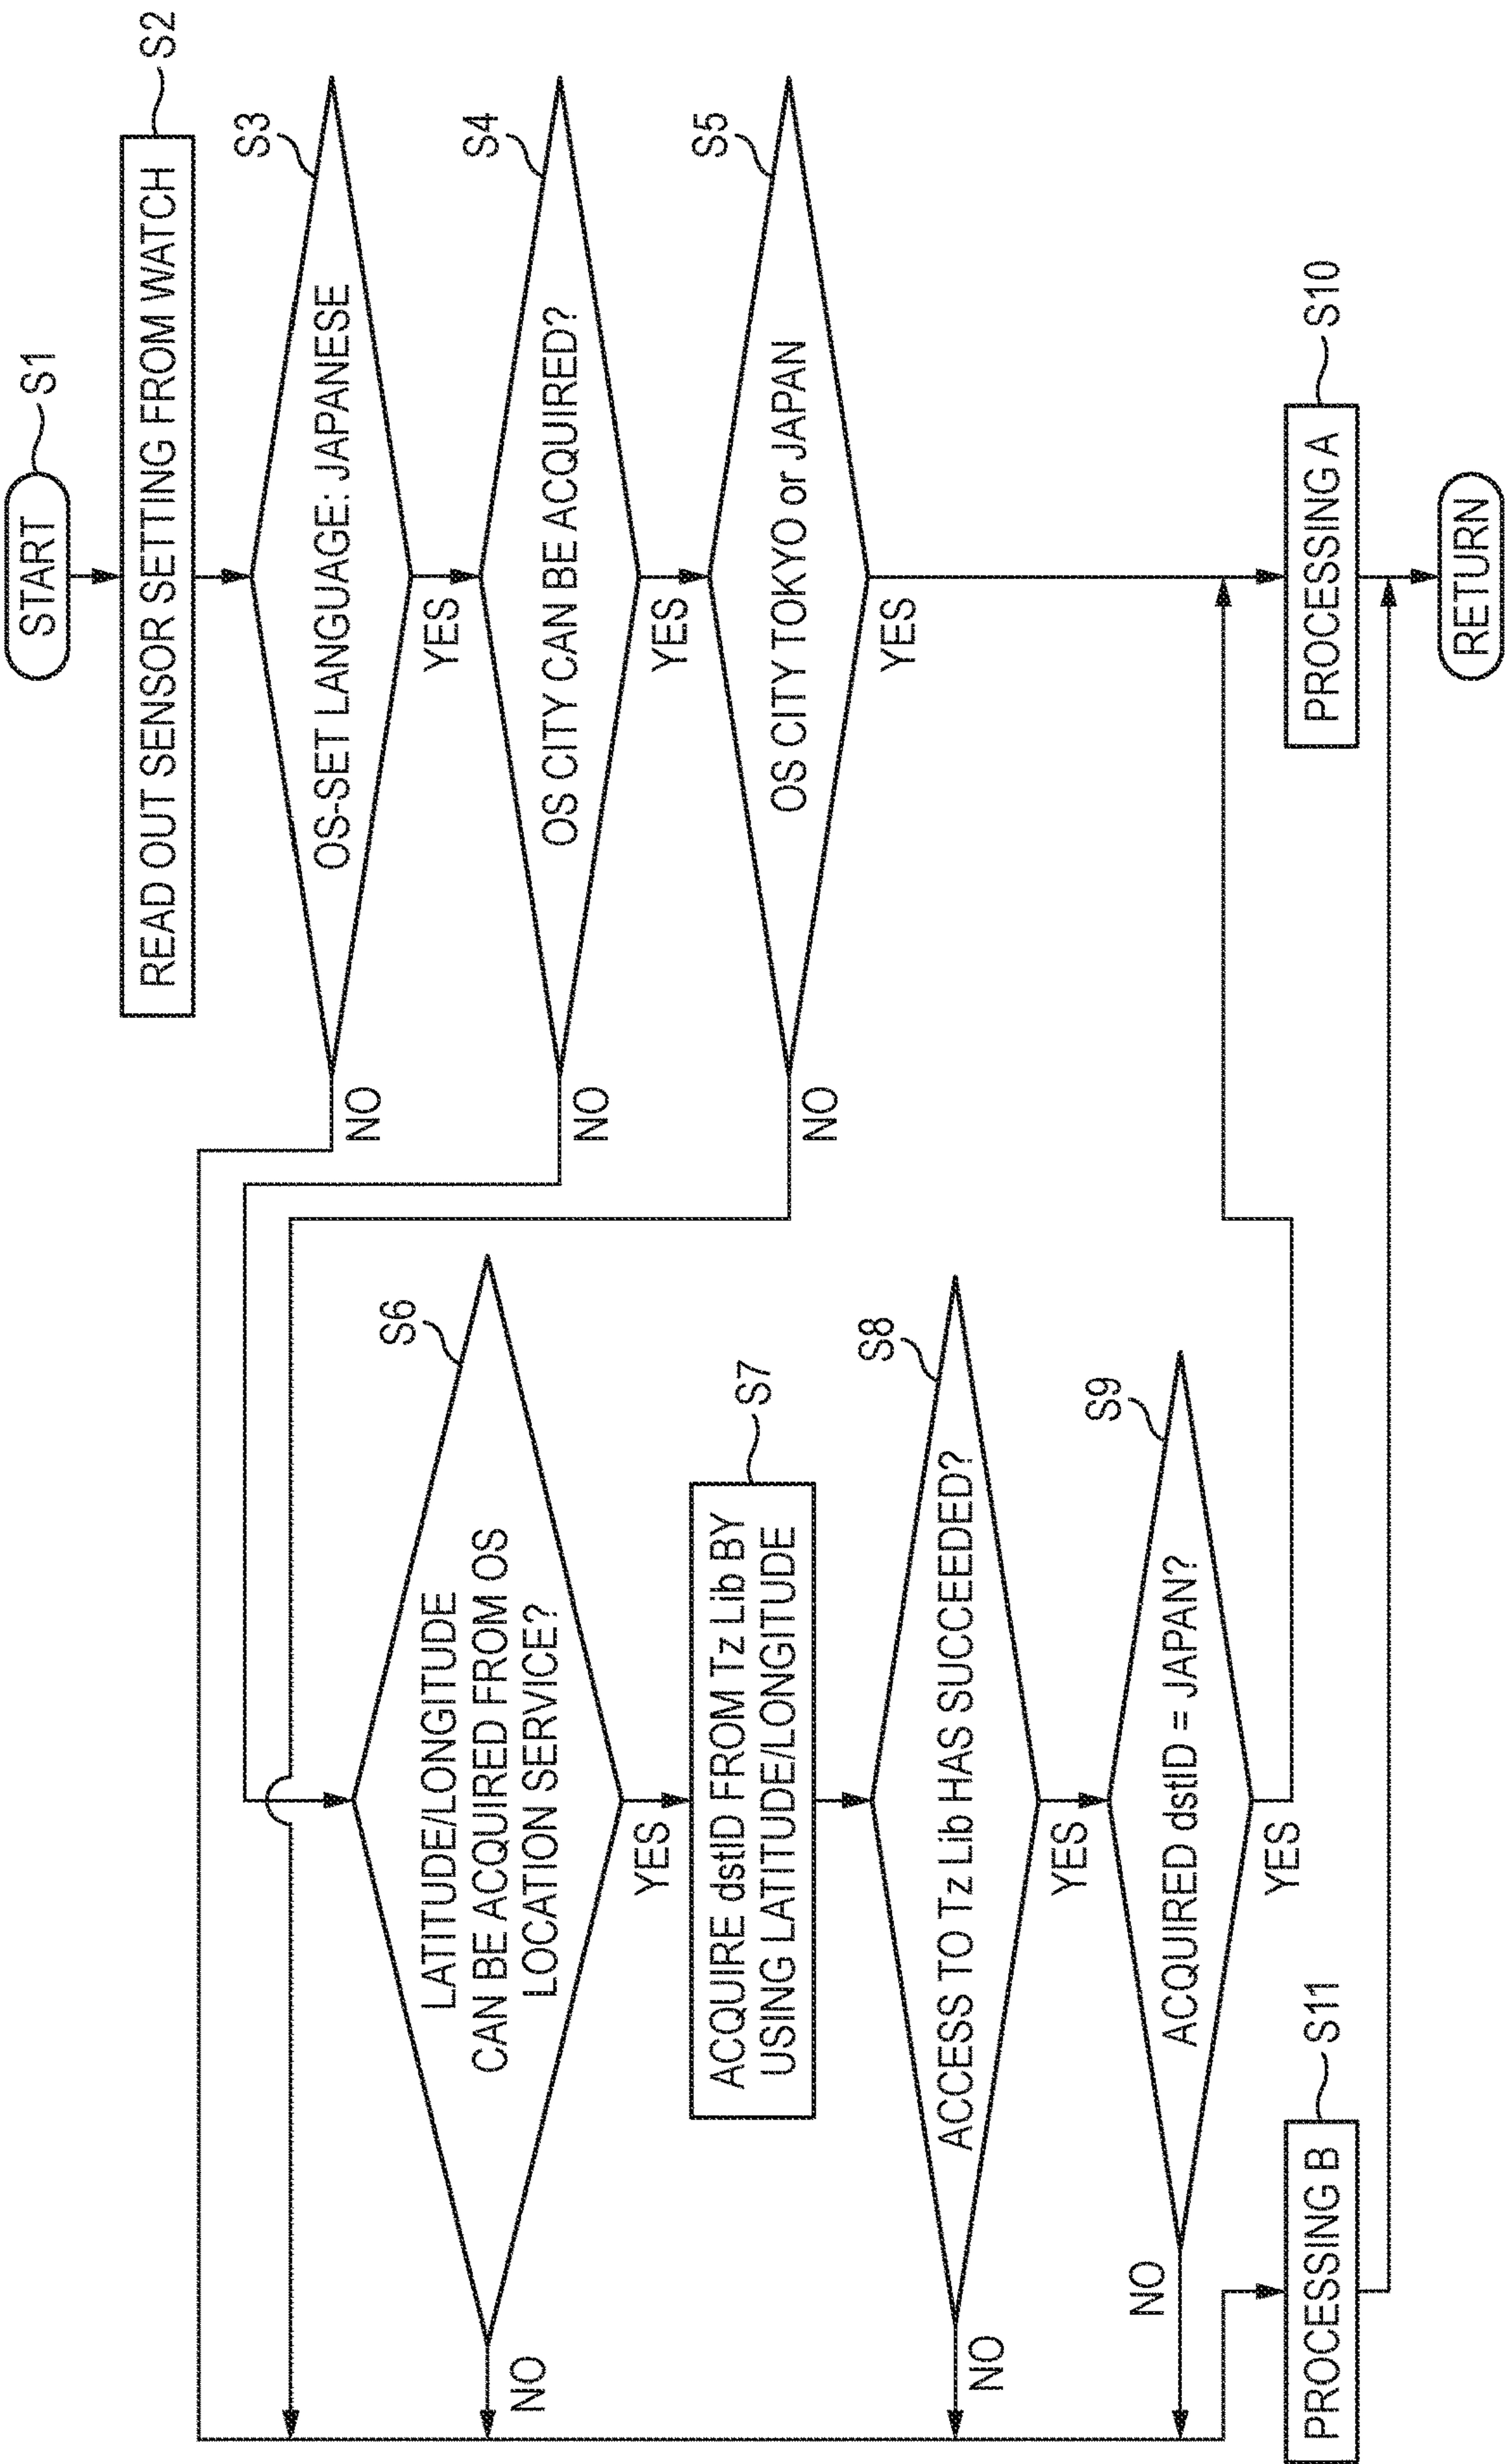 START
S1
READ OUT SENSOR SETTING FROM WATCH
S2
OS-SET LANGUAGE: JAPANESE
S3
NO
YES
OS CITY CAN BE ACQUIRED?
S4
NO
YES
OS CITY TOKYO or JAPAN
S5
NO
YES
LATITUDE/LONGITUDE
CAN BE ACQUIRED FROM OS
LOCATION SERVICE?
S6
NO
YES
ACQUIRE dstID FROM Tz Lib BY
USING LATITUDE/LONGITUDE
S7
ACCESS TO Tz Lib HAS SUCCEEDED?
S8
NO
YES
ACQUIRED dstID = JAPAN?
S9
NO
YES
PROCESSING B
S11
PROCESSING A
S10
RETURN